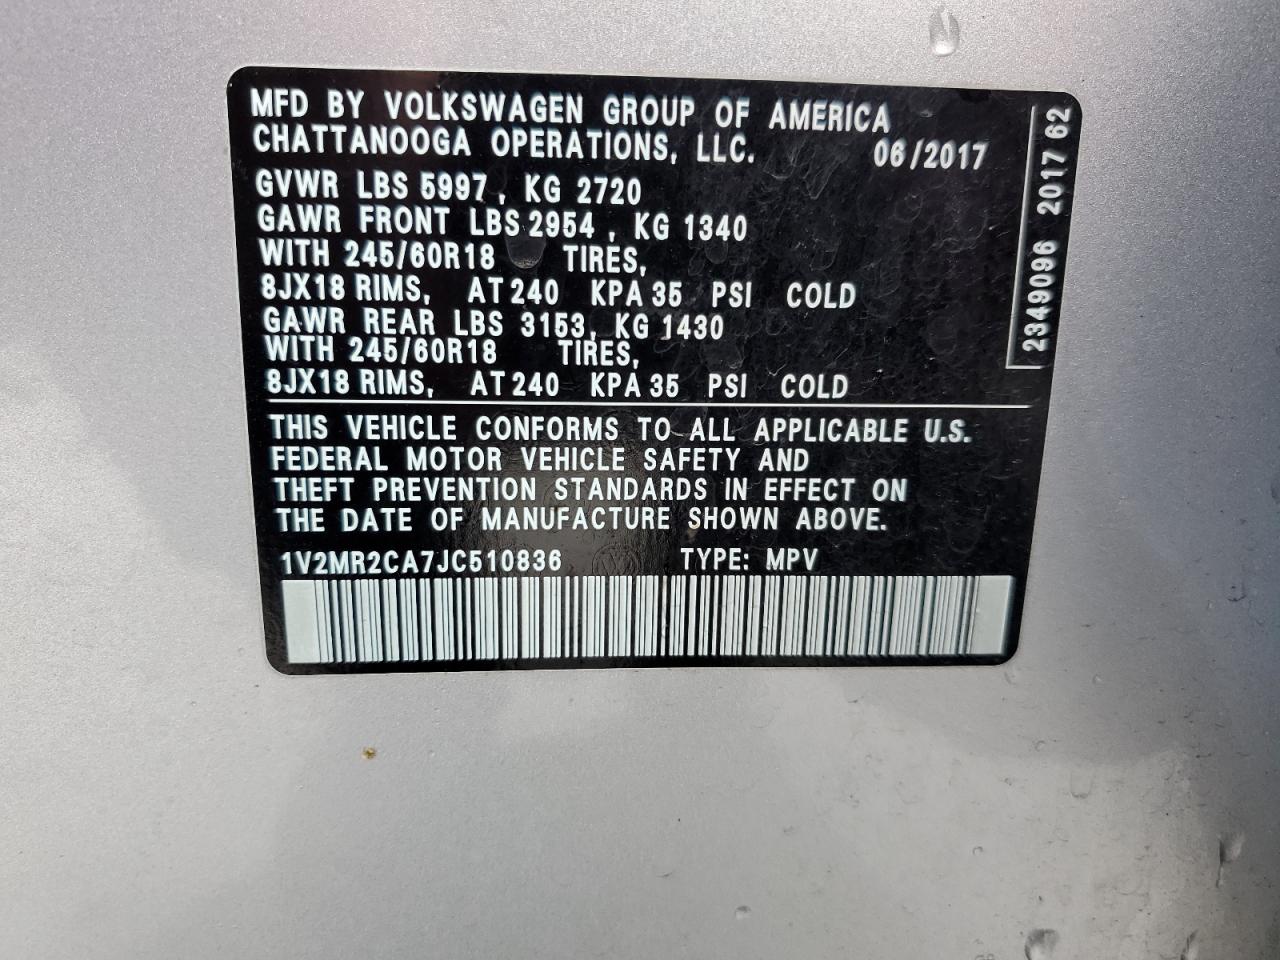 MFD BY VOLKSWAGEN GROUP OF AMERICA
CHATTANOOGA OPERATIONS, LLC. 06/2017
GVWR LBS 5997, KG 2720
GAWR FRONT LBS 2954, KG 1340
WITH 245/60R18 TIRES,
8JX18 RIMS, AT 240 KPA 35 PSI COLD
GAWR REAR LBS 3153, KG 1430
WITH 245/60R18 TIRES,
8JX18 RIMS, AT 240 KPA 35 PSI COLD
THIS VEHICLE CONFORMS TO ALL APPLICABLE U.S.
FEDERAL MOTOR VEHICLE SAFETY AND
THEFT PREVENTION STANDARDS IN EFFECT ON
THE DATE OF MANUFACTURE SHOWN ABOVE.
1V2MR2CA7JC510836 TYPE: MPV
2349096 2017 62